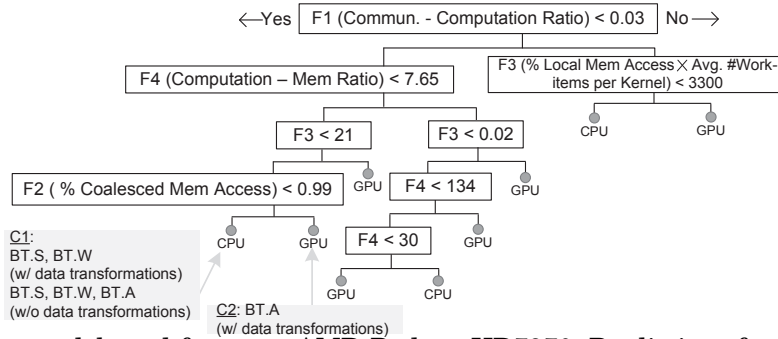 Yes
F1 (Commun. - Computation Ratio) < 0.03
No
F4 (Computation – Mem Ratio) < 7.65
F3 (% Local Mem Access × Avg. #Work-
items per Kernel) < 3300
CPU
GPU
F3 < 21
F3 < 0.02
GPU
GPU
F2 ( % Coalesced Mem Access) < 0.99
F4 < 134
CPU
GPU
GPU
F4 < 30
GPU
CPU
C1:
BT.S, BT.W
(w/ data transformations)
BT.S, BT.W, BT.A
(w/o data transformations)
C2: BT.A
(w/ data transformations)